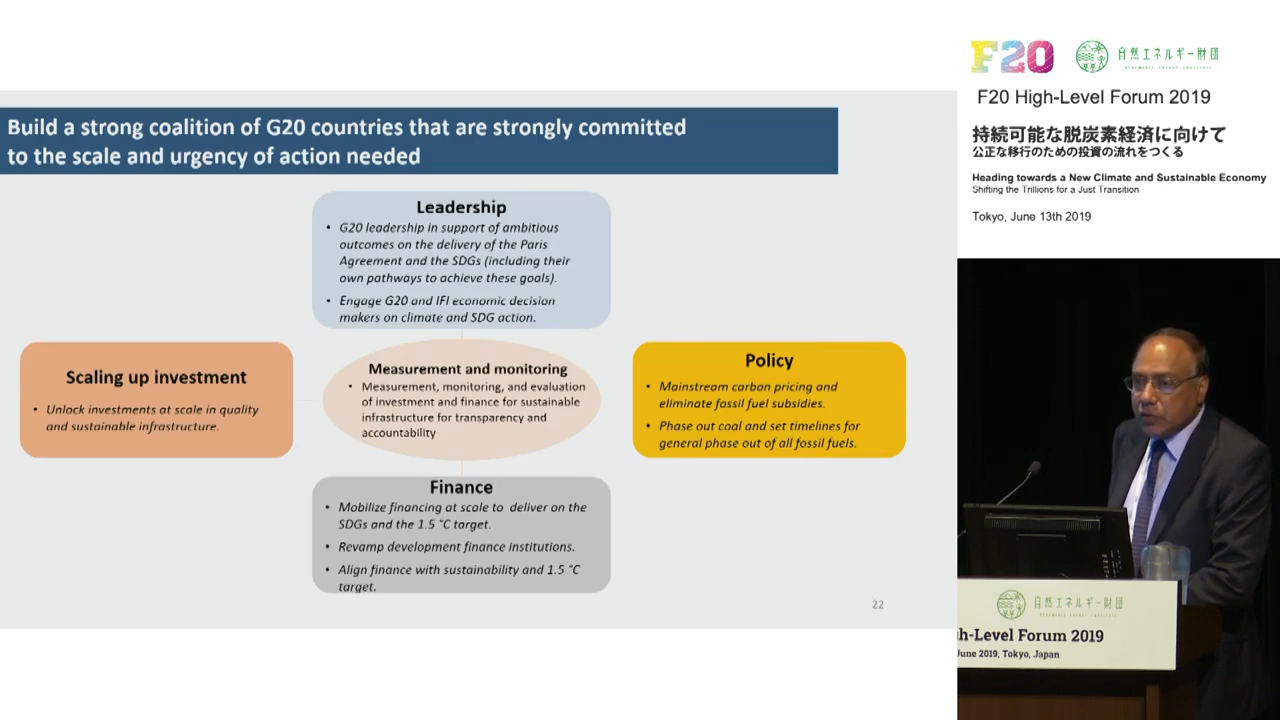 Build a strong coalition of G20 countries that are strongly committed
to the scale and urgency of action needed
Leadership
• G20 leadership in support of ambitious
outcomes on the delivery of the Paris
Agreement and the SDGs (including their
own pathways to achieve these goals).
• Engage G20 and IFI economic decision
makers on climate and SDG action.
Scaling up investment
• Unlock investments at scale in quality
and sustainable infrastructure.
Measurement and monitoring
• Measurement, monitoring, and evaluation
of investment and finance for sustainable
infrastructure for transparency and
accountability
Policy
• Mainstream carbon pricing and
eliminate fossil fuel subsidies.
• Phase out coal and set timelines for
general phase out of all fossil fuels.
Finance
• Mobilize financing at scale to deliver on the
SDGs and the 1.5 °C target.
• Revamp development finance institutions.
• Align finance with sustainability and 1.5 °C
target.
22
F20
自然エネルギー財団
RENEWABLE ENERGY INSTITUTE
F20 High-Level Forum 2019
持続可能な脱炭素経済に向けて
公正な移行のための投資の流れをつくる
Heading towards a New Climate and Sustainable Economy
Shifting the Trillions for a Just Transition
Tokyo, June 13th 2019
自然エネルギー財団
RENEWABLE ENERGY INSTITUTE
h-Level Forum 2019
June 2019, Tokyo, Japan